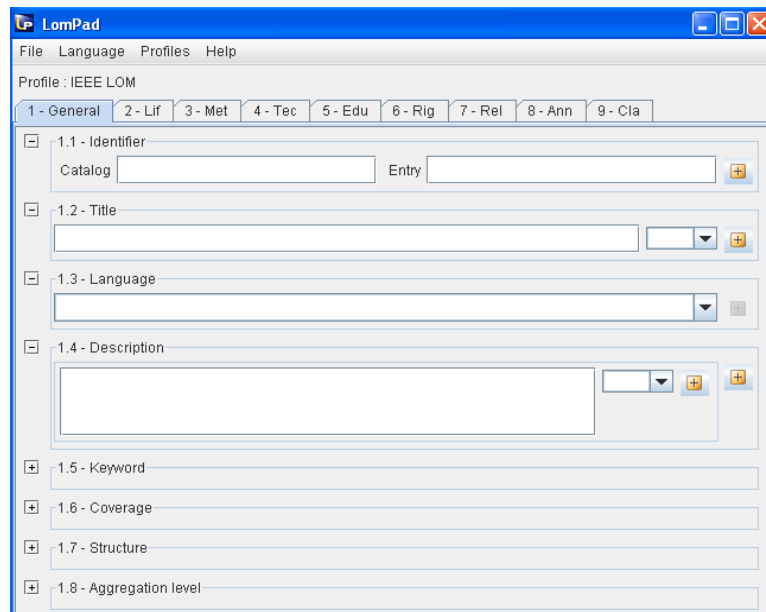 LomPad
File Language Profiles Help
Profile : IEEE LOM
1 - General 2 - Lif 3 - Met 4 - Tec 5 - Edu 6 - Rig 7 - Rel 8 - Ann 9 - Cla
1.1 - Identifier
Catalog Entry
1.2 - Title
1.3 - Language
1.4 - Description
1.5 - Keyword
1.6 - Coverage
1.7 - Structure
1.8 - Aggregation level